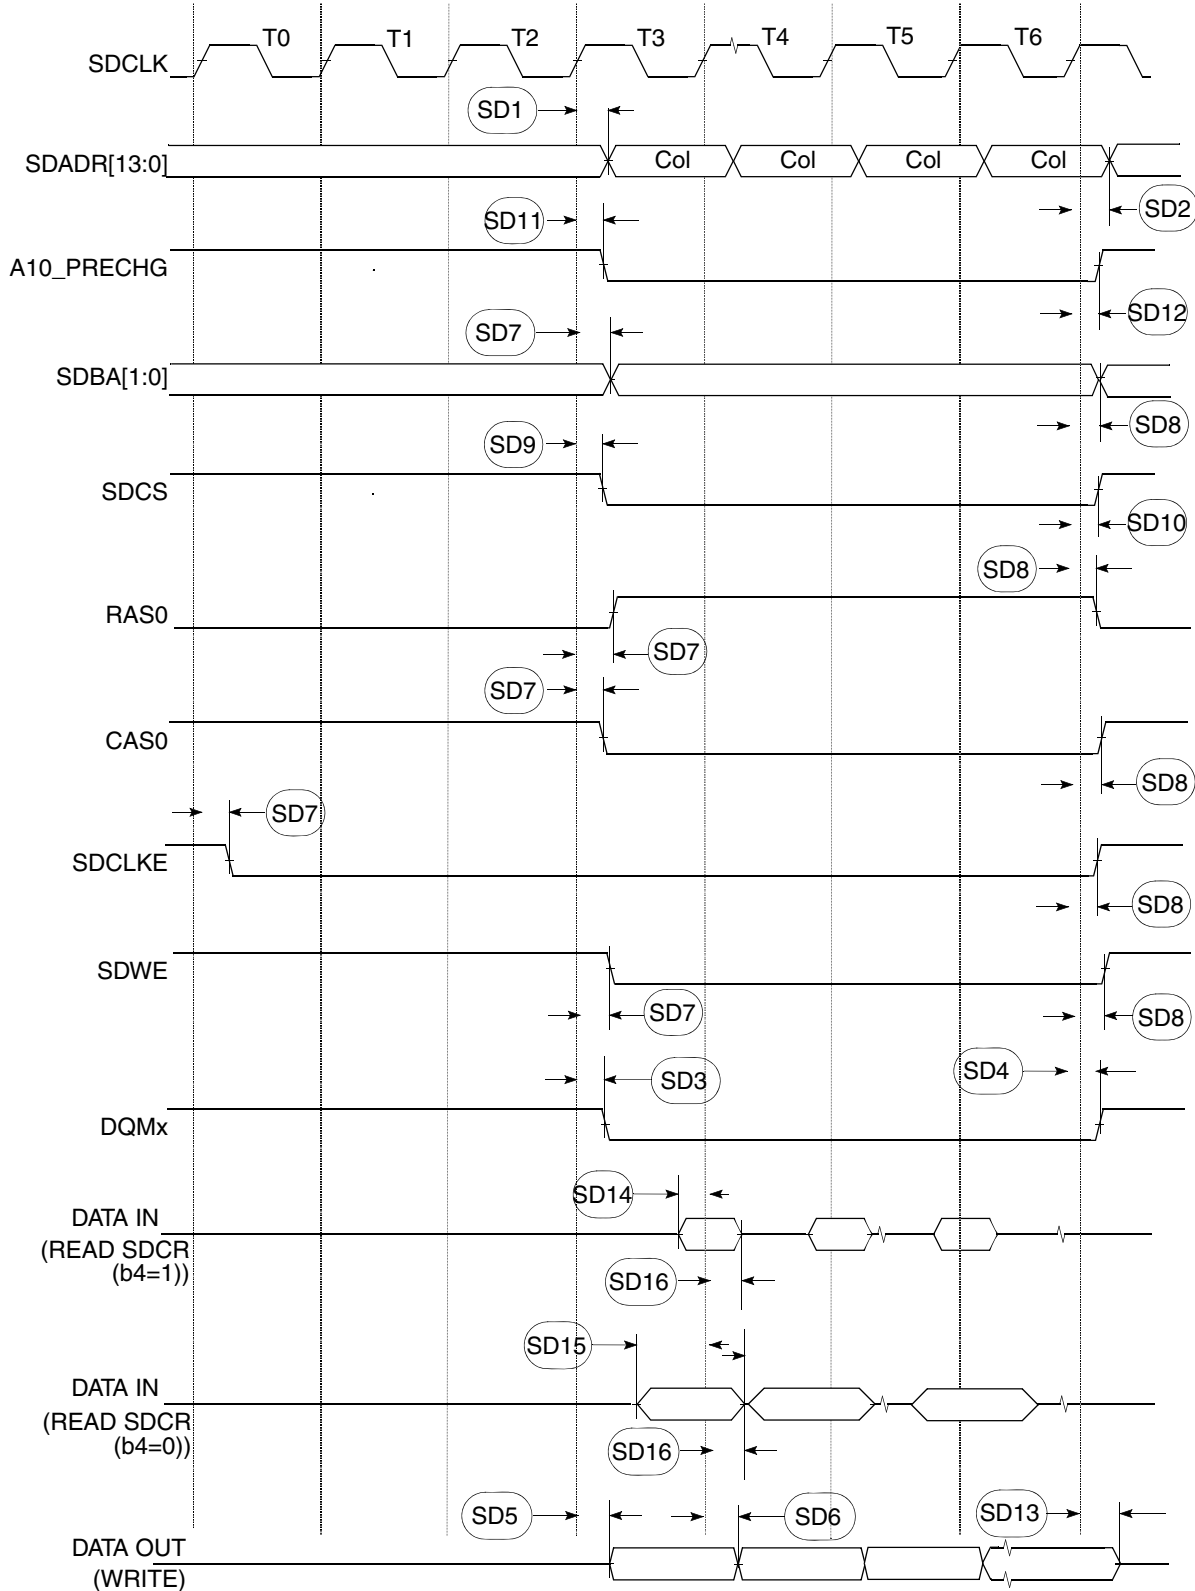 T0 T1 T2 T3 T4 T5 T6
SDCLK
SD1
SDADR[13:0] Col Col Col Col
SD2
SD11
A10_PRECHG
SD12
SD7
SDBA[1:0]
SD8
SD9
SDCS
SD10
SD8
RAS0
SD7
SD7
CAS0
SD8
SD7
SDCLKE
SD8
SDWE
SD7 SD8
SD3 SD4
DQMx
SD14
DATA IN
(READ SDCR
(b4=1))
SD16
SD15
DATA IN
(READ SDCR
(b4=0))
SD16
SD5 SD6 SD13
DATA OUT
(WRITE)